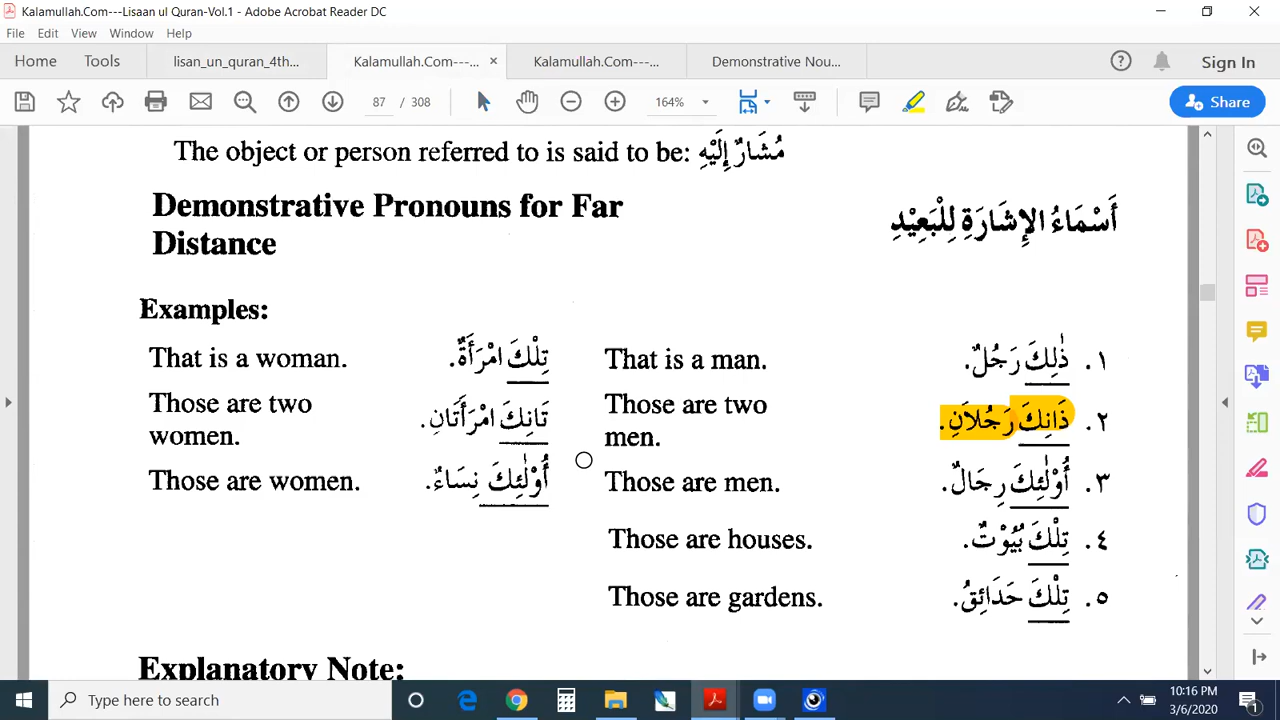 Kalamullah.Com---Lisaan ul Quran-Vol.1 - Adobe Acrobat Reader DC
File Edit View Window Help
Home Tools lisan_un_quran_4th... Kalamullah.Com---... × Kalamullah.Com---... Demonstrative Nou... Sign In
87 / 308 164% Share
The object or person referred to is said to be: مُشَارٌ إِلَيْهِ
Demonstrative Pronouns for Far أَسْمَاءُ الإِشَارَةِ لِلْبَعِيْدِ
Distance
Examples:
That is a woman. تِلْكَ امْرَأَةٌ. That is a man. ١. ذٰلِكَ رَجُلٌ.
Those are two women. تَانِكَ امْرَأَتَانِ. Those are two men. ٢. ذَانِكَ رَجُلَانِ.
Those are women. أُوْلٰئِكَ نِسَاءٌ. Those are men. ٣. أُوْلٰئِكَ رِجَالٌ.
Those are houses. ٤. تِلْكَ بُيُوْتٌ.
Those are gardens. ٥. تِلْكَ حَدَائِقُ.
Explanatory Note:
Type here to search
10:16 PM
3/6/2020
1